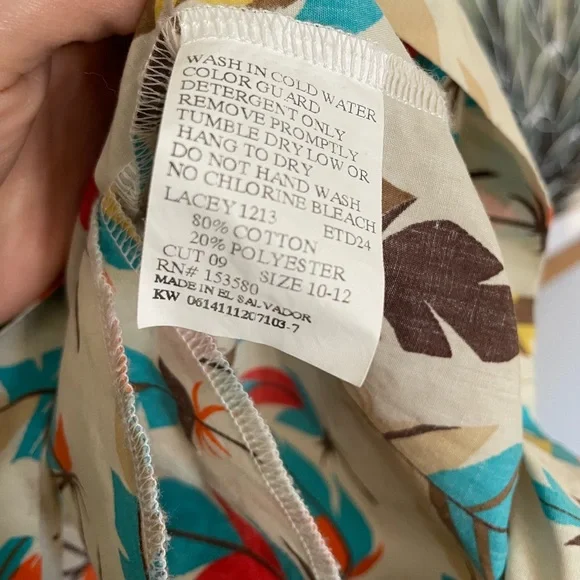 WASH IN COLD WATER
COLOR GUARD
DETERGENT ONLY
REMOVE PROMPTLY
TUMBLE DRY LOW OR
HANG TO DRY
DO NOT HAND WASH
NO CHLORINE BLEACH
LACEY 1213 ETD24
80% COTTON
20% POLYESTER
CUT 09 SIZE 10-12
RN# 153580
MADE IN EL SALVADOR
KW 0614111207103-7